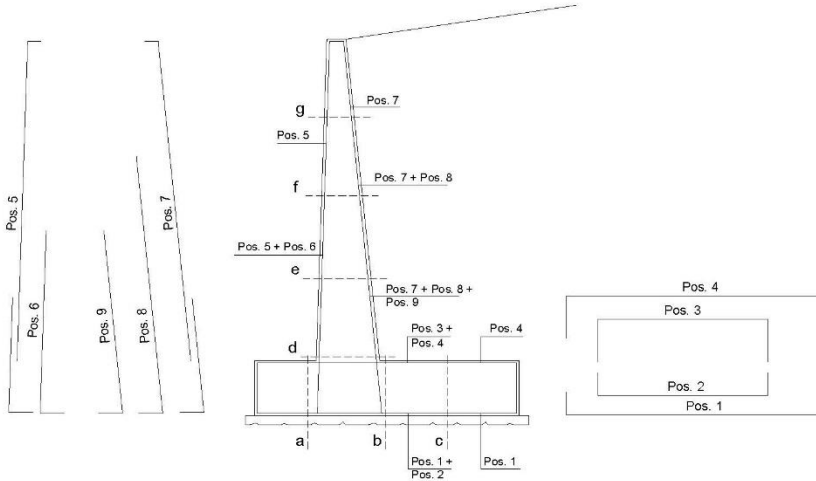 Pos. 5
Pos. 6
Pos. 9
Pos. 8
Pos. 7
g
Pos. 7
Pos. 5
f
Pos. 7 + Pos. 8
Pos. 5 + Pos. 6
e
Pos. 7 + Pos. 8 +
Pos. 9
d
Pos. 3 +
Pos. 4
Pos. 4
a
b
c
Pos. 1 +
Pos. 2
Pos. 1
Pos. 4
Pos. 3
Pos. 2
Pos. 1